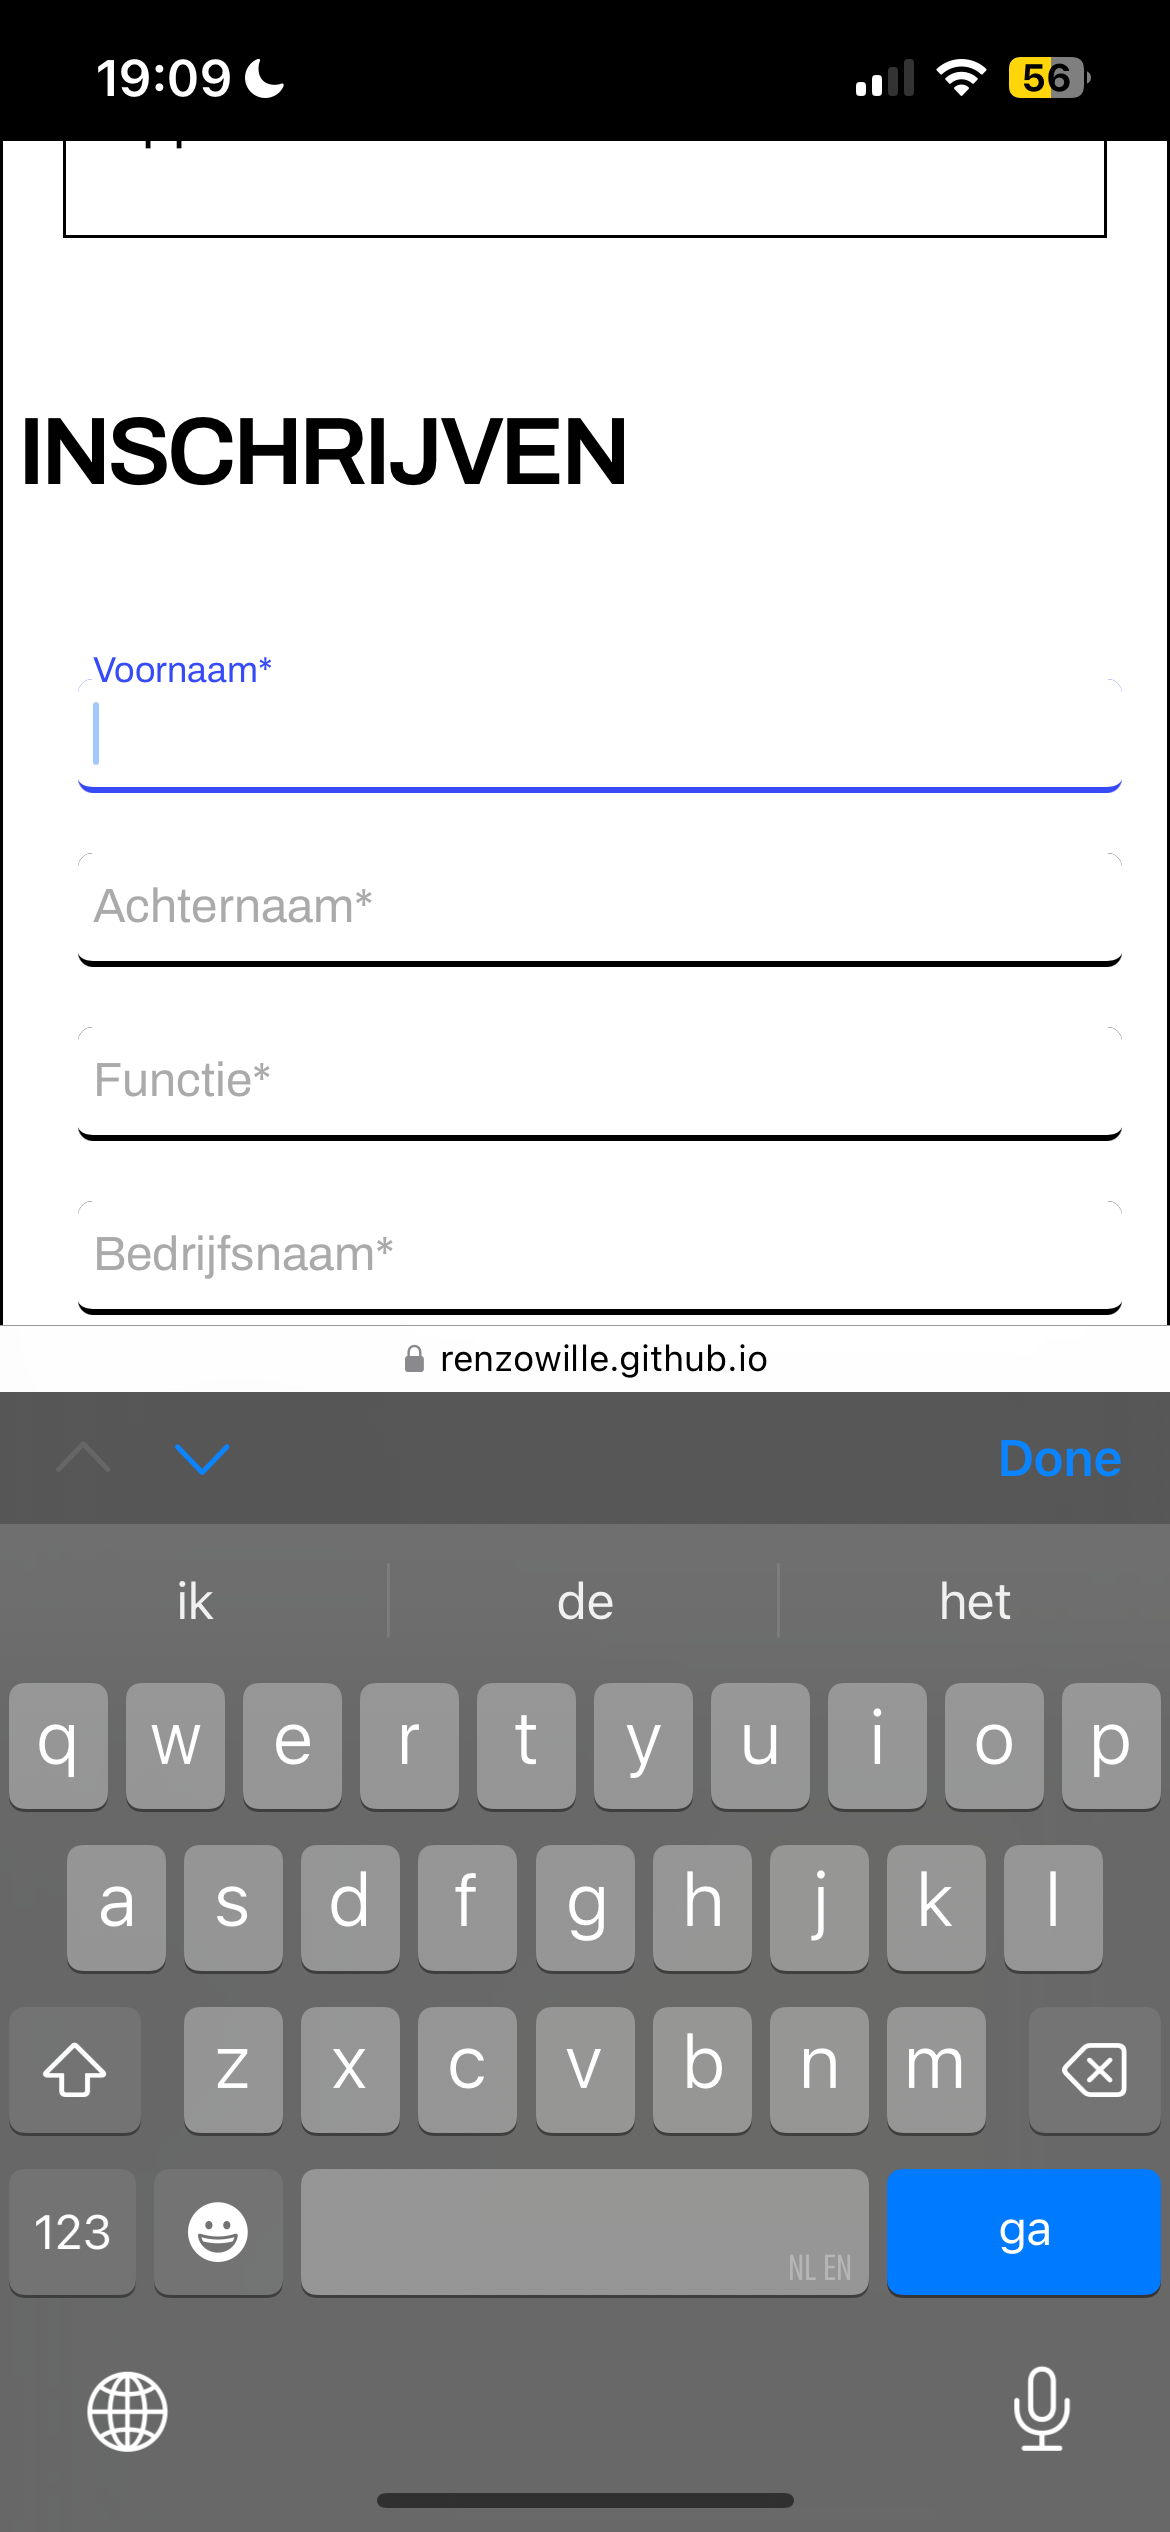 19:09
56
INSCHRIJVEN
Voornaam*
Achternaam*
Functie*
Bedrijfsnaam*
renzowille.github.io
Done
ik de het
q w e r t y u i o p
a s d f g h j k l
z x c v b n m
123 NL EN ga